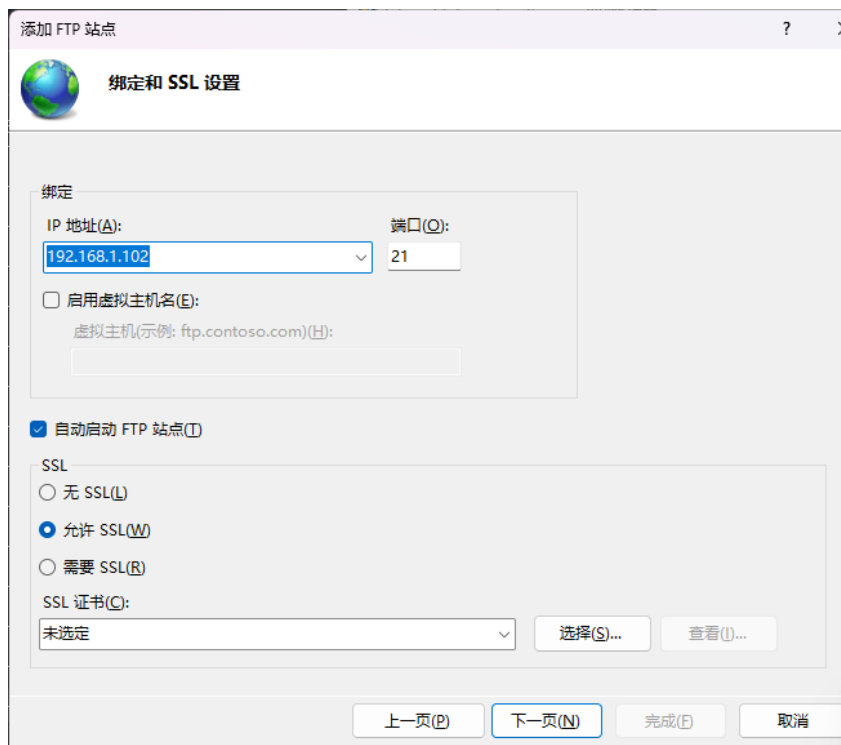 添加 FTP 站点
?
绑定和 SSL 设置
绑定
IP 地址(A): 端口(O):
192.168.1.102 21
启用虚拟主机名(E):
虚拟主机(示例: ftp.contoso.com)(H):
自动启动 FTP 站点(T)
SSL
无 SSL(L)
允许 SSL(W)
需要 SSL(R)
SSL 证书(C):
未选定 选择(S)... 查看(I)...
上一页(P) 下一页(N) 完成(F) 取消